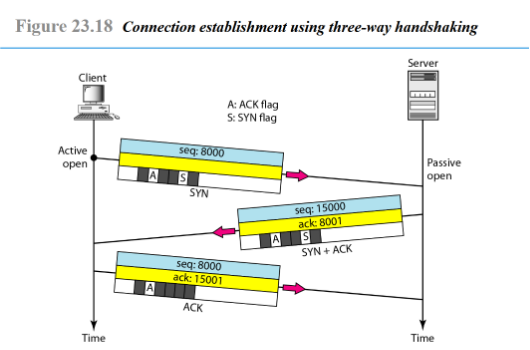 Figure 23.18 Connection establishment using three-way handshaking
Client
Server
A: ACK flag
S: SYN flag
Active
open
Passive
open
seq: 8000
A S
SYN
seq: 15000
ack: 8001
A S
SYN + ACK
seq: 8000
ack: 15001
A
ACK
Time
Time